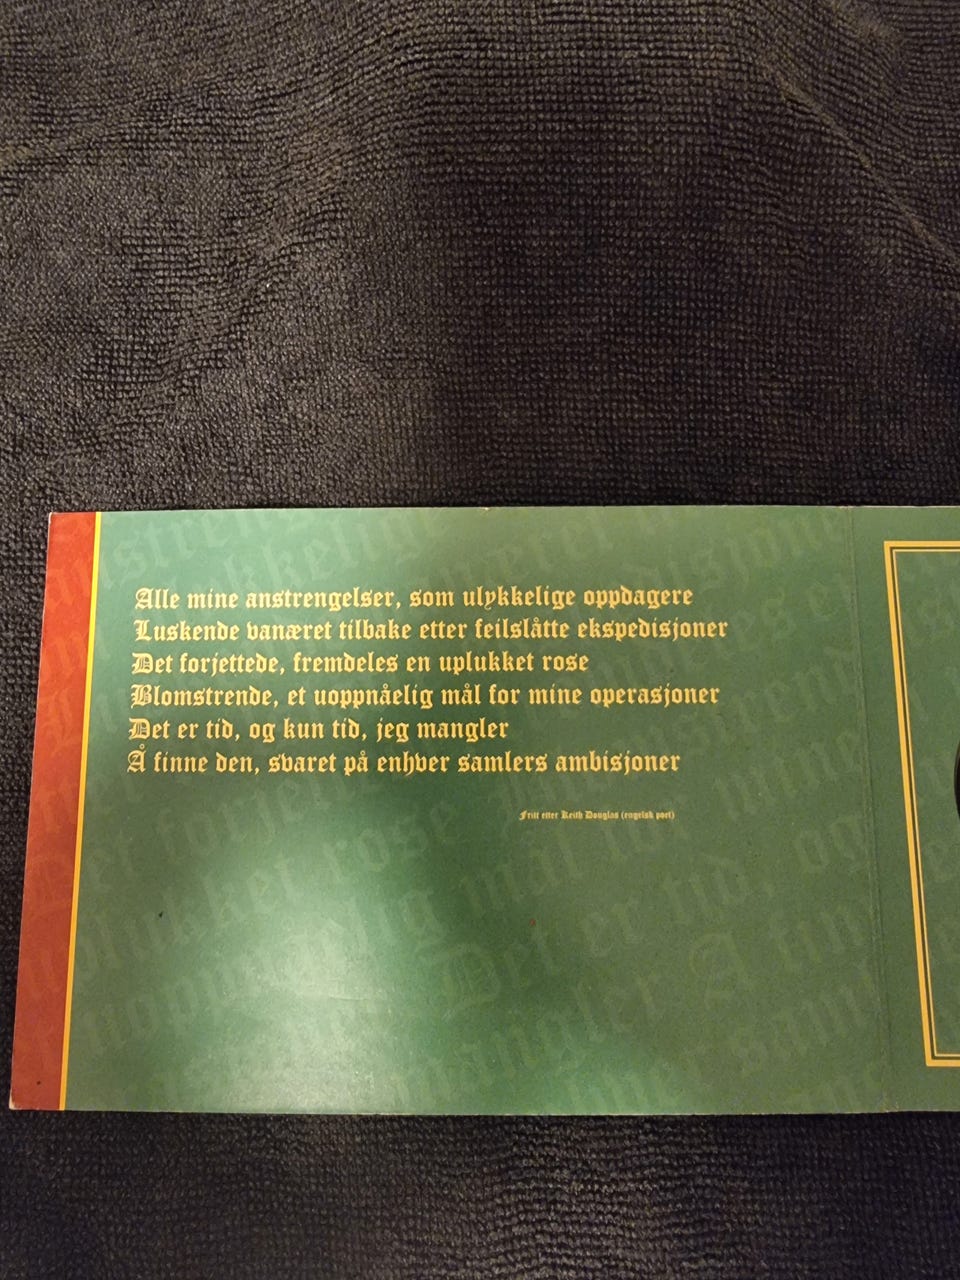 Alle mine anstrengelser, som ulykkelige oppdagere
Luskende vanæret tilbake etter feilslåtte ekspedisjoner
Det forjettede, fremdeles en uplukket rose
Blomstrende, et uoppnåelig mål for mine operasjoner
Det er tid, og kun tid, jeg mangler
Å finne den, svaret på enhver samlers ambisjoner
Fritt etter Keith Douglas (engelsk poet)